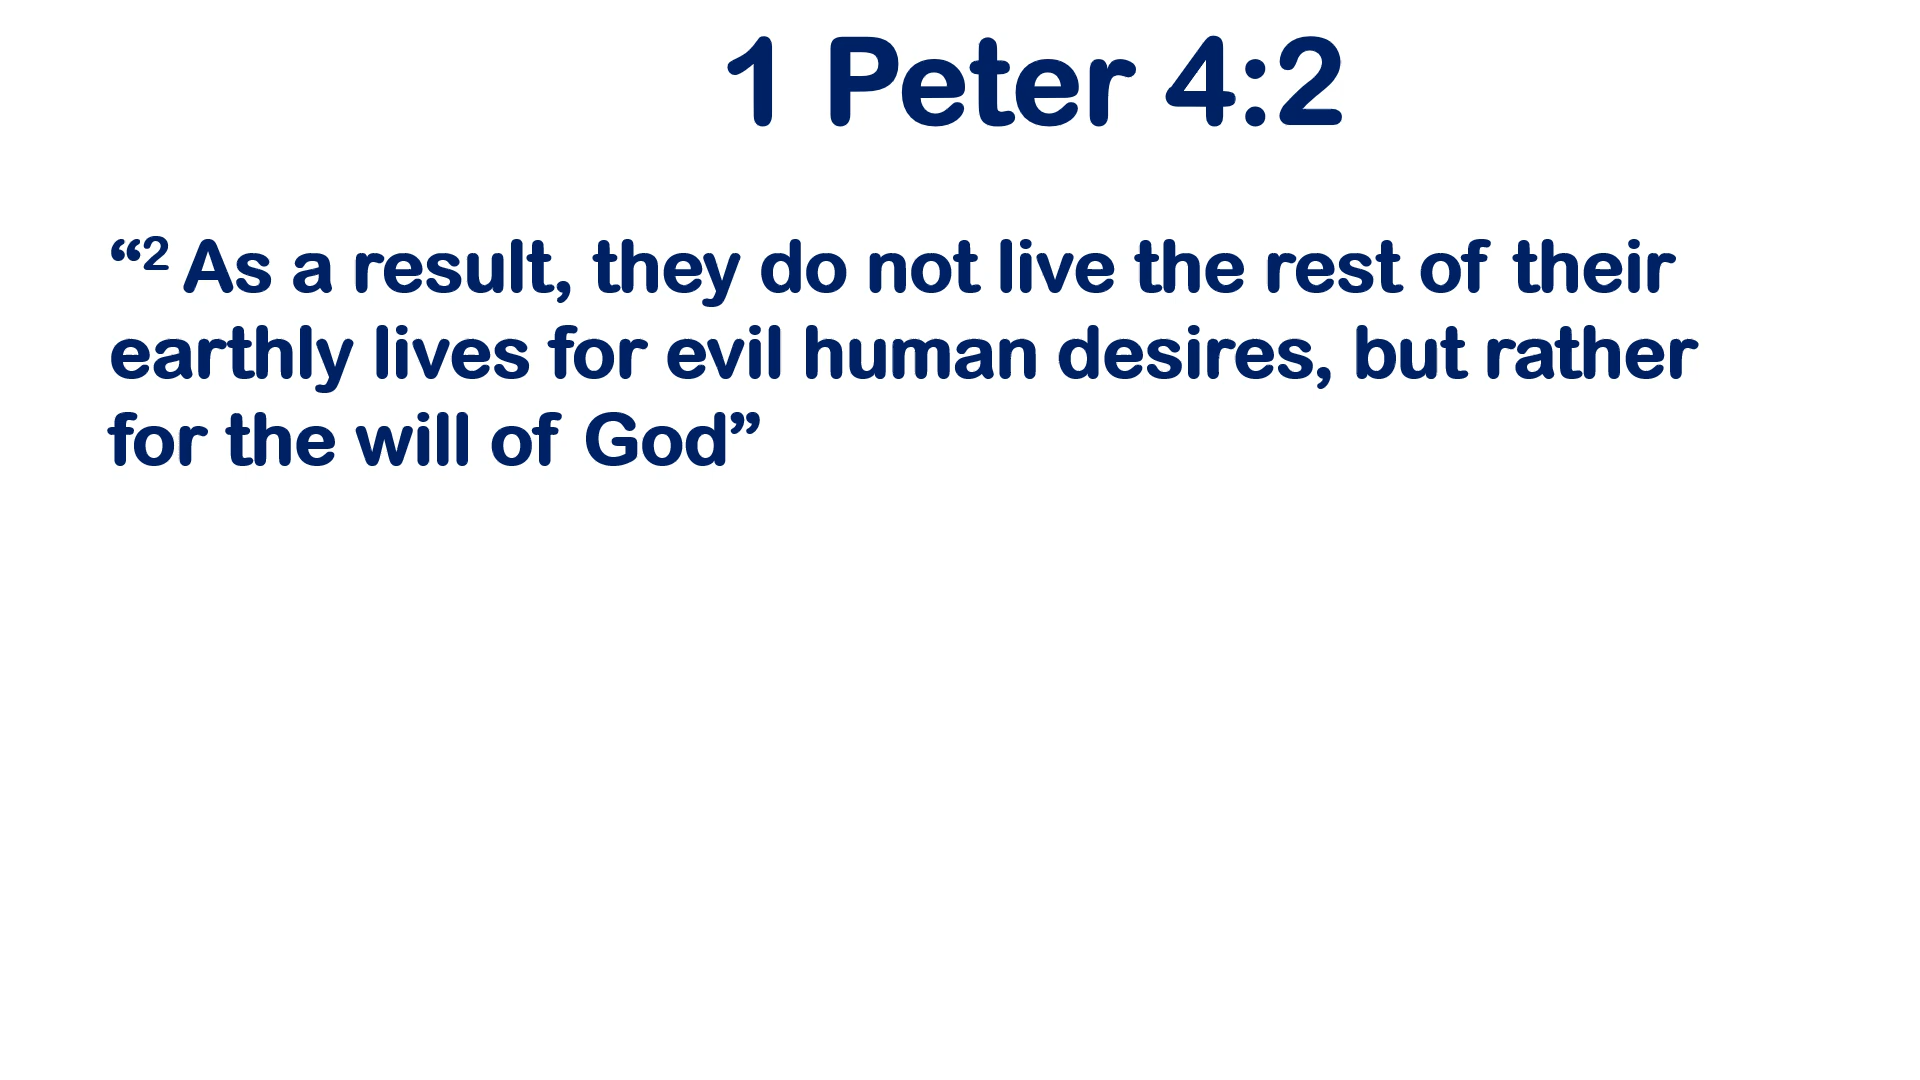 1 Peter 4:2
“² As a result, they do not live the rest of their
earthly lives for evil human desires, but rather
for the will of God”